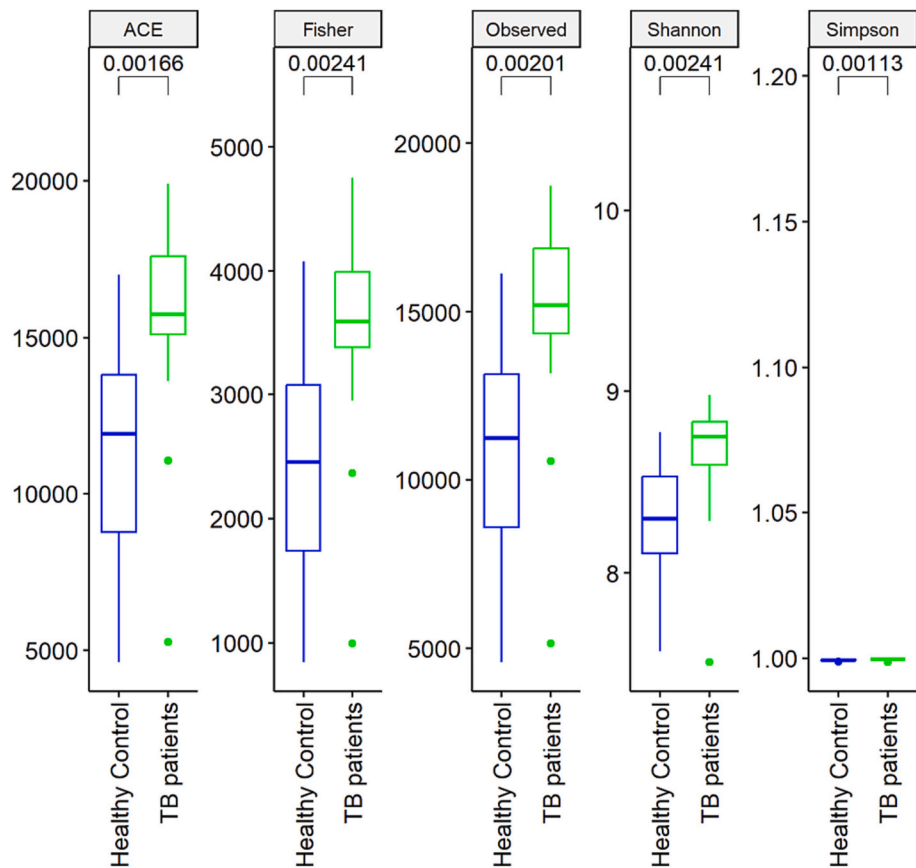 ACE
Fisher
Observed
Shannon
Simpson
0.00166
0.00241
0.00201
0.00241
0.00113
20000
15000
10000
5000
5000
4000
3000
2000
1000
20000
15000
10000
5000
10
9
8
1.20
1.15
1.10
1.05
1.00
Healthy Control
TB patients
Healthy Control
TB patients
Healthy Control
TB patients
Healthy Control
TB patients
Healthy Control
TB patients